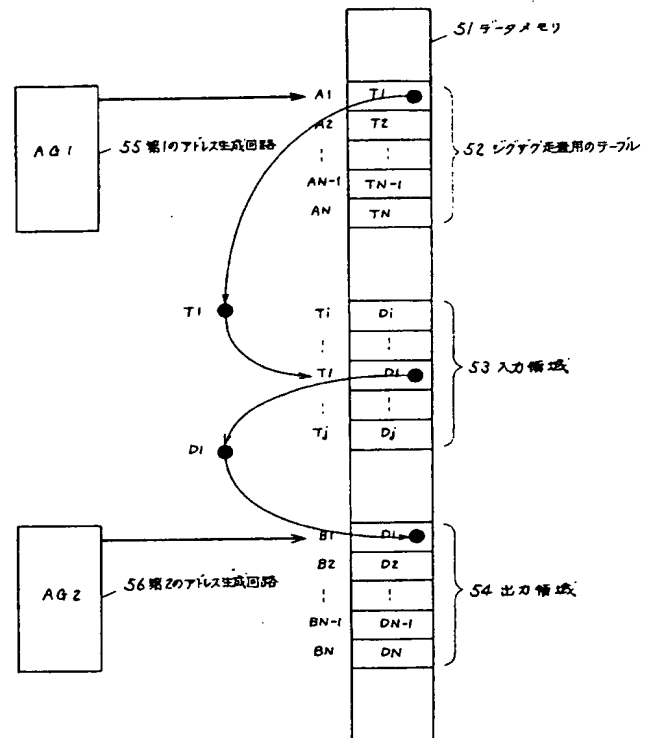 51 データメモリ
A1 T1
A2 T2
AG1
55 第1のアドレス生成回路
52 ジグザグ走査用のテーブル
AN-1 TN-1
AN TN
T1
Ti Di
T1 D1
53 入力領域
Tj Dj
D1
B1 D1
B2 D2
AG2
56 第2のアドレス生成回路
54 出力領域
BN-1 DN-1
BN DN